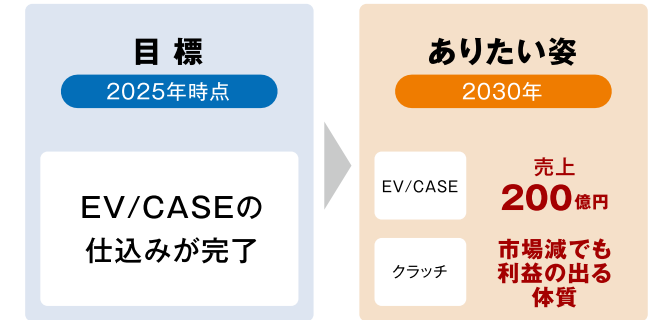 目標
2025年時点
EV/CASEの
仕込みが完了
ありたい姿
2030年
EV/CASE
売上
200億円
クラッチ
市場減でも
利益の出る
体質